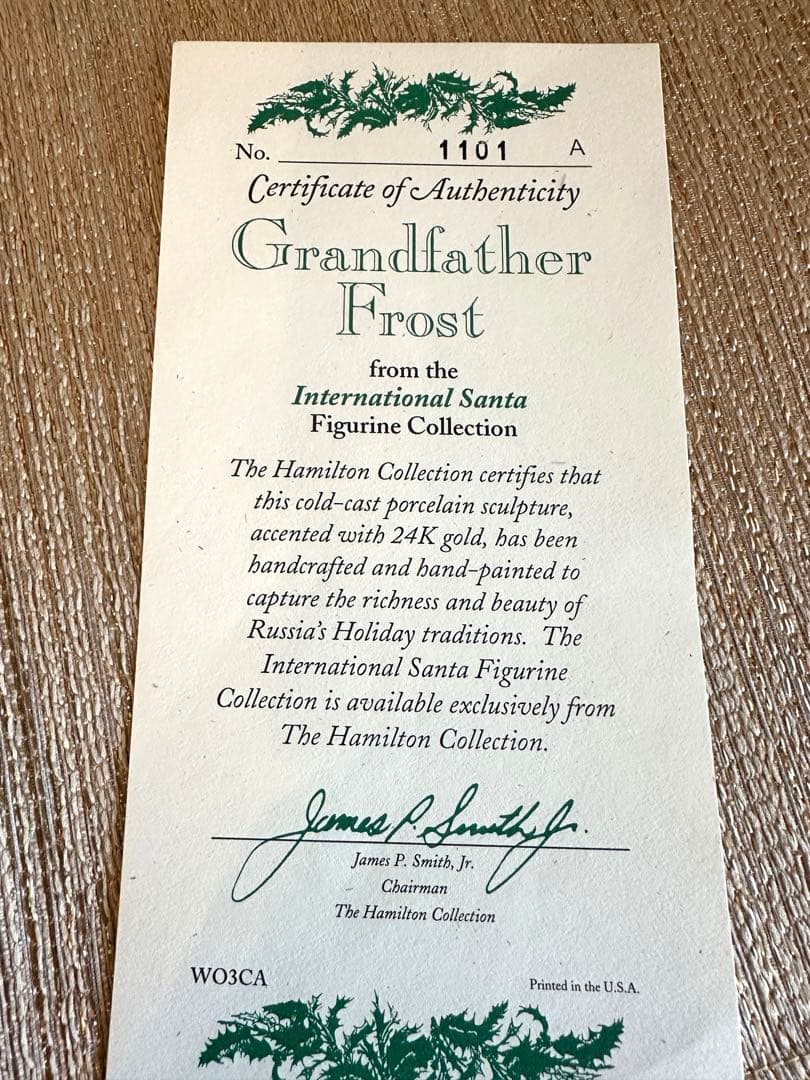 No. 1101 A
Certificate of Authenticity
Grandfather
Frost
from the
International Santa
Figurine Collection
The Hamilton Collection certifies that
this cold-cast porcelain sculpture,
accented with 24K gold, has been
handcrafted and hand-painted to
capture the richness and beauty of
Russia's Holiday traditions. The
International Santa Figurine
Collection is available exclusively from
The Hamilton Collection.
James P. Smith, Jr.
James P. Smith, Jr.
Chairman
The Hamilton Collection
WO3CA
Printed in the U.S.A.